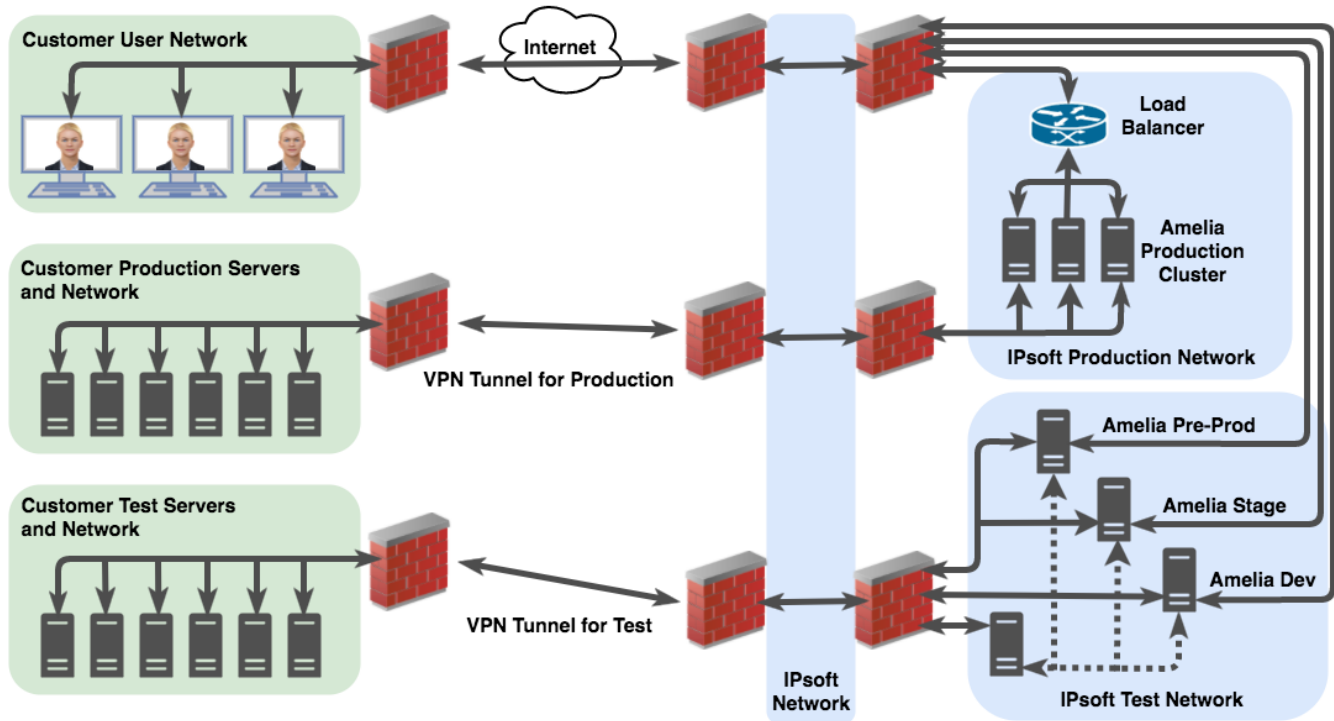 Customer User Network
Internet
Load
Balancer
Amelia
Production
Cluster
IPsoft Production Network
Customer Production Servers
and Network
VPN Tunnel for Production
Customer Test Servers
and Network
VPN Tunnel for Test
IPsoft
Network
Amelia Pre-Prod
Amelia Stage
Amelia Dev
IPsoft Test Network